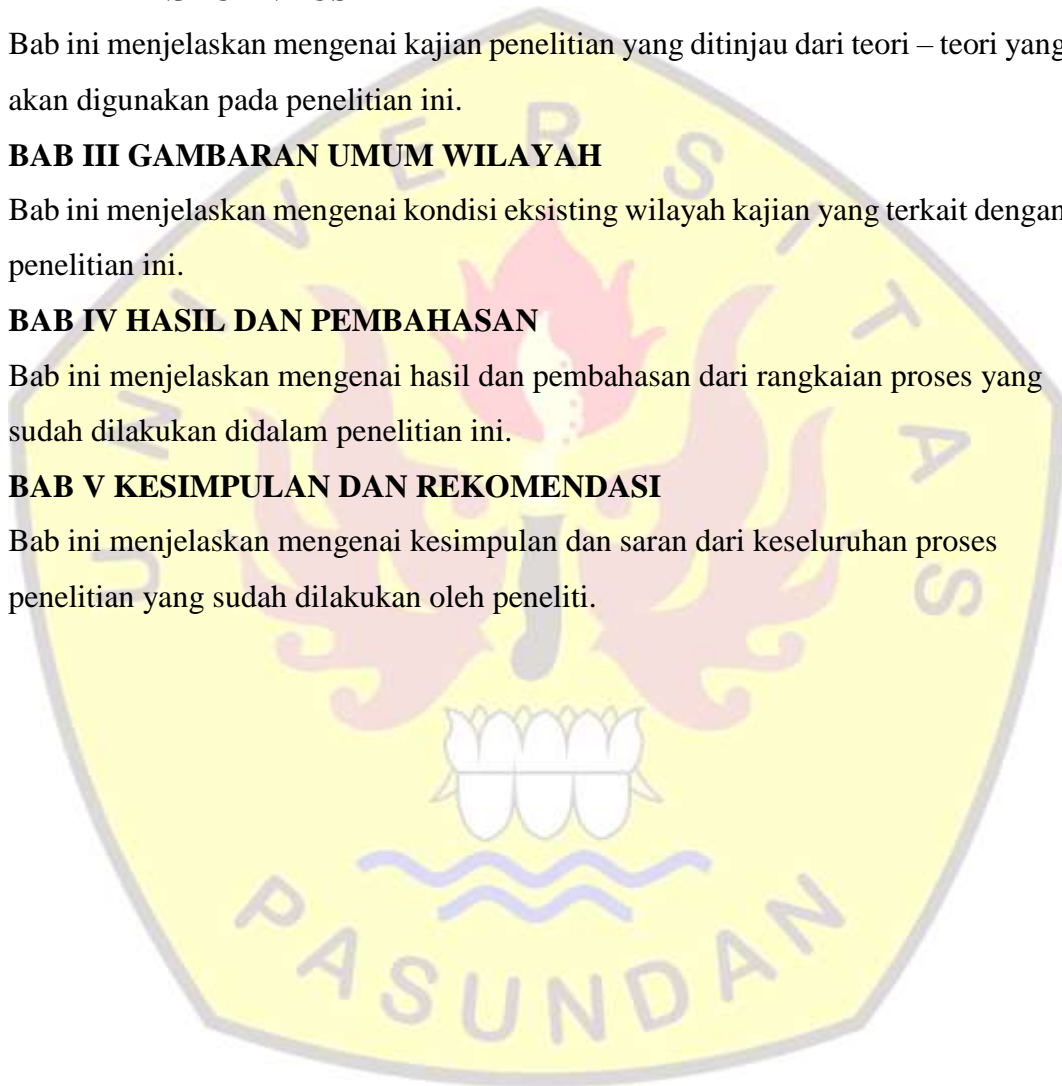 Bab ini menjelaskan mengenai kajian penelitian yang ditinjau dari teori – teori yang
akan digunakan pada penelitian ini.
BAB III GAMBARAN UMUM WILAYAH
Bab ini menjelaskan mengenai kondisi eksisting wilayah kajian yang terkait dengan
penelitian ini.
BAB IV HASIL DAN PEMBAHASAN
Bab ini menjelaskan mengenai hasil dan pembahasan dari rangkaian proses yang
sudah dilakukan didalam penelitian ini.
BAB V KESIMPULAN DAN REKOMENDASI
Bab ini menjelaskan mengenai kesimpulan dan saran dari keseluruhan proses
penelitian yang sudah dilakukan oleh peneliti.
UNIVERSITAS
PASUNDAN